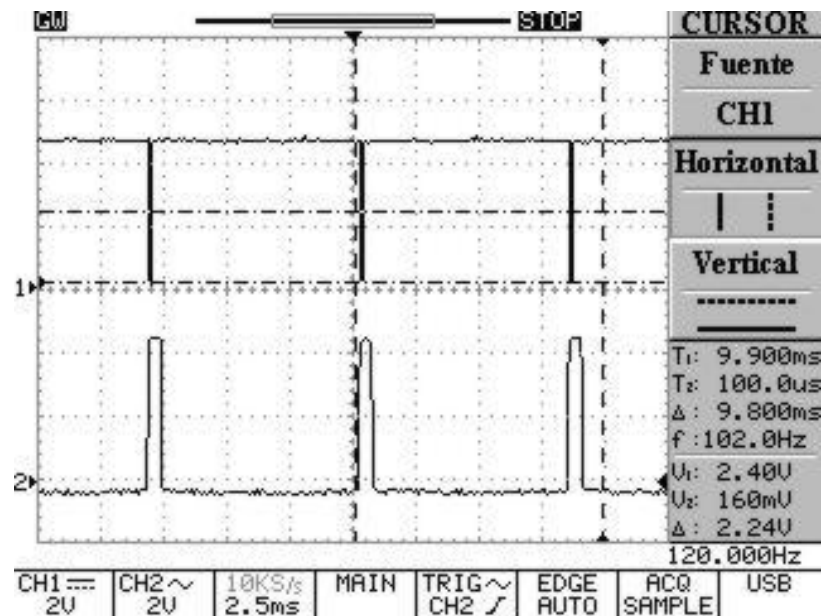 GW STOP CURSOR
Fuente
CH1
Horizontal
Vertical
1
2
T₁: 9.900ms
T₂: 100.0us
Δ : 9.800ms
f :102.0Hz
V₁: 2.40V
V₂: 160mV
Δ : 2.24V
120.000Hz
CH1 CH2 10KS/s MAIN TRIG EDGE ACQ USB
2V 2V 2.5ms CH2 AUTO SAMPLE